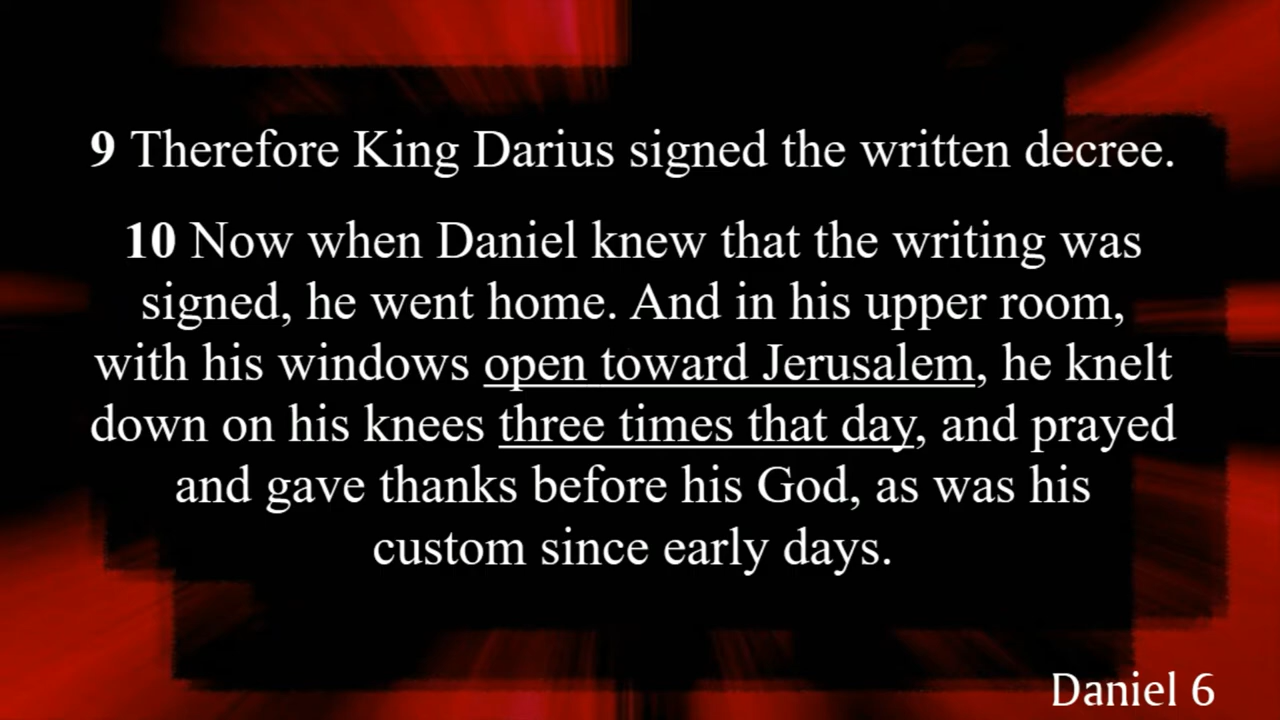 9 Therefore King Darius signed the written decree.
10 Now when Daniel knew that the writing was
signed, he went home. And in his upper room,
with his windows open toward Jerusalem, he knelt
down on his knees three times that day, and prayed
and gave thanks before his God, as was his
custom since early days.
Daniel 6